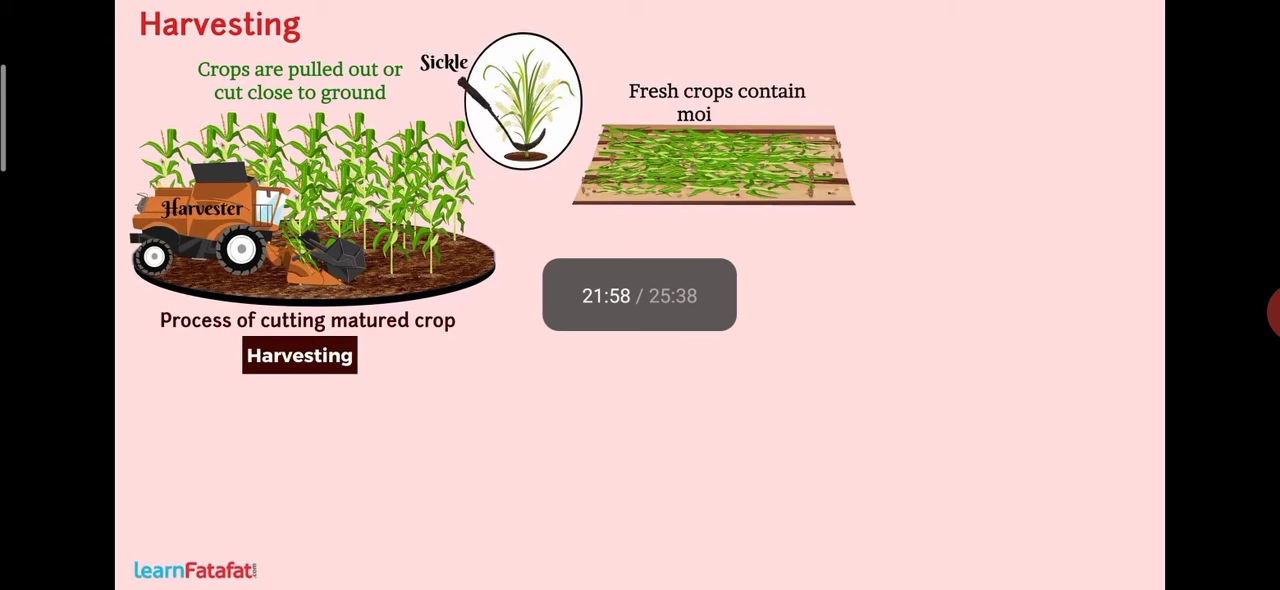 Harvesting
Crops are pulled out or
cut close to ground
Sickle
Fresh crops contain
moi
Harvester
21:58 / 25:38
Process of cutting matured crop
Harvesting
learnFatafat.com